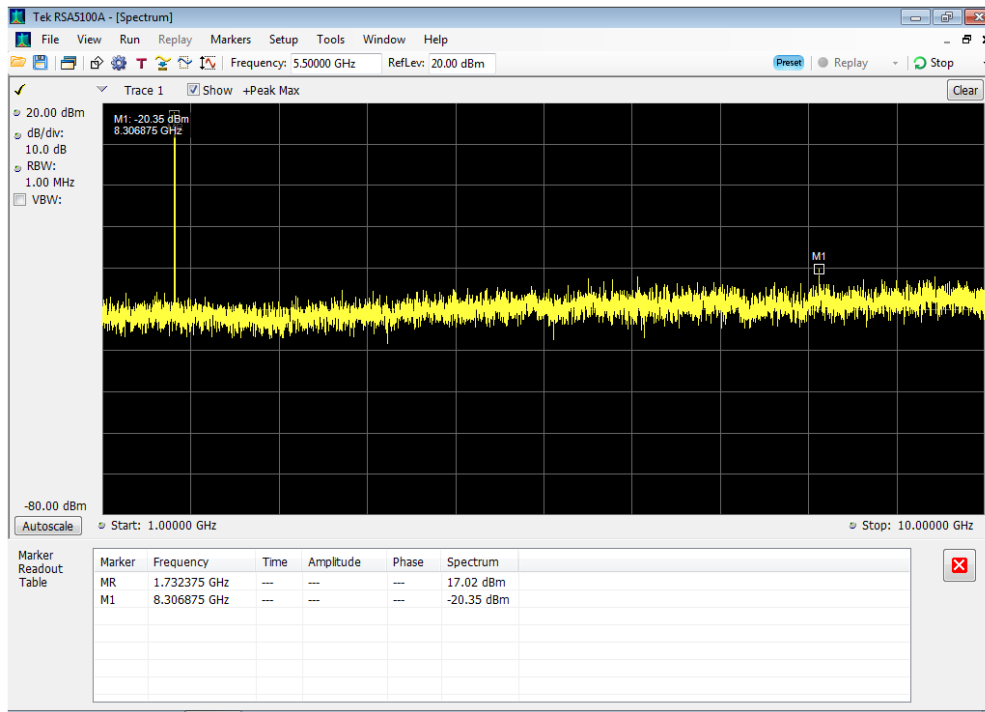 Tek RSA5100A - [Spectrum]
File View Run Replay Markers Setup Tools Window Help
T Frequency: 5.50000 GHz RefLev: 20.00 dBm Preset Replay Stop
Trace 1 Show +Peak Max Clear
20.00 dBm
dB/div:
10.0 dB
RBW:
1.00 MHz
VBW:
M1: -20.35 dBm
8.306875 GHz
M1
-80.00 dBm
Autoscale Start: 1.00000 GHz Stop: 10.00000 GHz
Marker
Readout
Table
Marker Frequency Time Amplitude Phase Spectrum
MR 1.732375 GHz --- --- --- 17.02 dBm
M1 8.306875 GHz --- --- --- -20.35 dBm